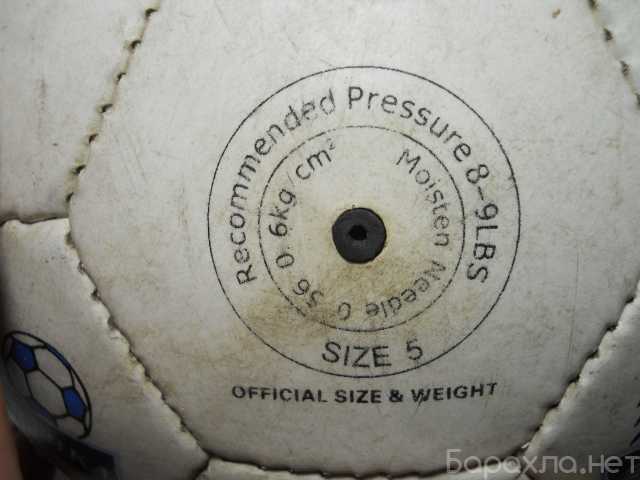 Recommended Pressure 8-9LBS
Moisten Needle 0 56 0 6kg/cm²
SIZE 5
OFFICIAL SIZE & WEIGHT
Барахла.нет